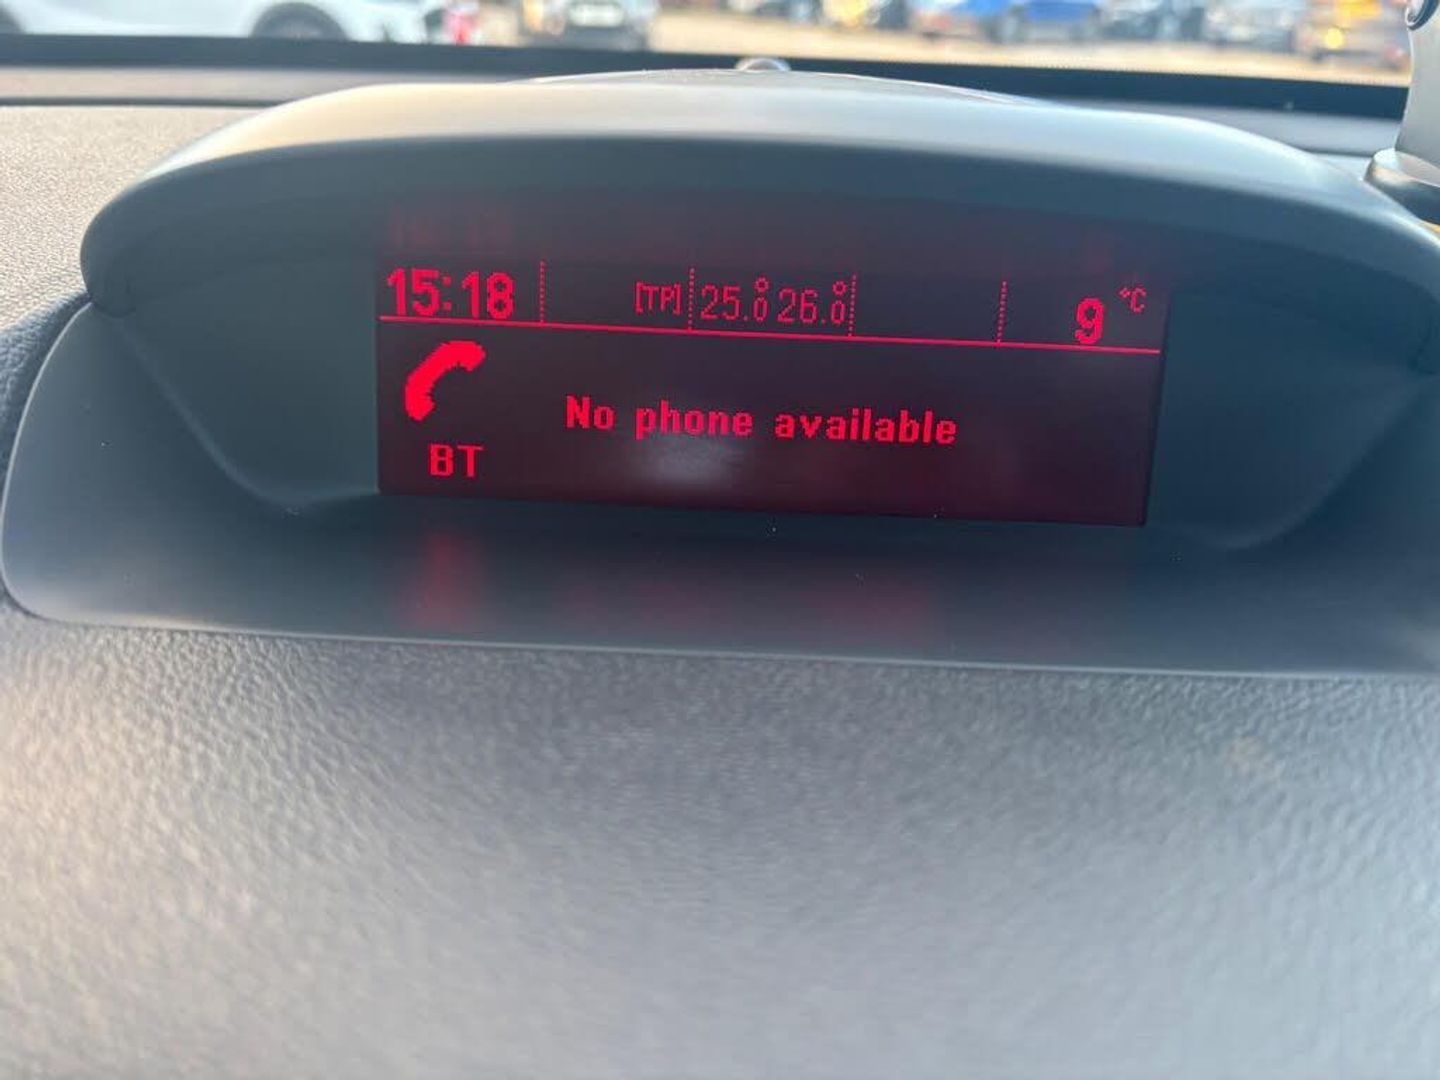 15:18 [TP] 25.0° 26.0° 9 °C
No phone available
BT